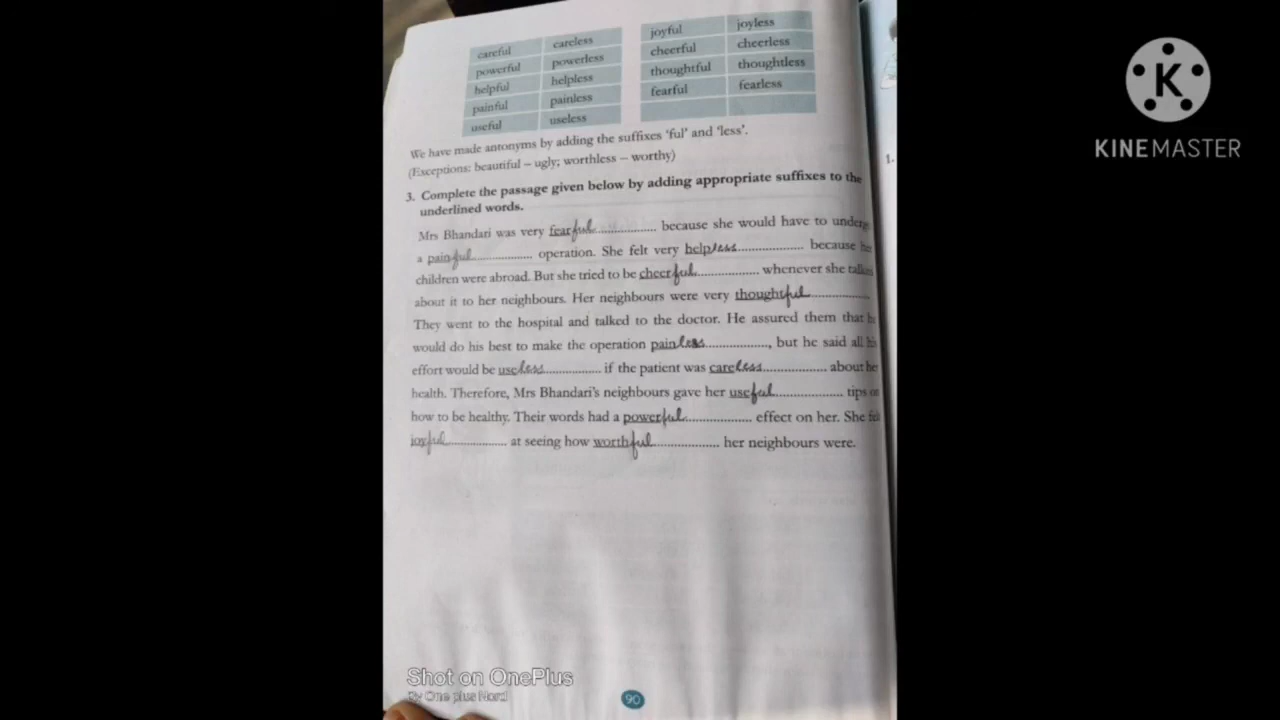 careful careless
powerful powerless
helpful helpless
painful painless
useful useless
joyful joyless
cheerful cheerless
thoughtful thoughtless
fearful fearless
We have made antonyms by adding the suffixes 'ful' and 'less'.
(Exceptions: beautiful – ugly; worthless – worthy)
3. Complete the passage given below by adding appropriate suffixes to the
underlined words.
Mrs Bhandari was very fearful because she would have to
a painful operation. She felt very helpless because
children were abroad. But she tried to be cheerful whenever she
about it to her neighbours. Her neighbours were very thoughtful
They went to the hospital and talked to the doctor. He assured them that
would do his best to make the operation painless, but he said all
effort would be useless if the patient was careless about
health. Therefore, Mrs Bhandari's neighbours gave her useful tips
how to be healthy. Their words had a powerful effect on her. She
joyful at seeing how worthful her neighbours were.
90
1.
Shot on OnePlus
By One plus Nord
K
KINEMASTER